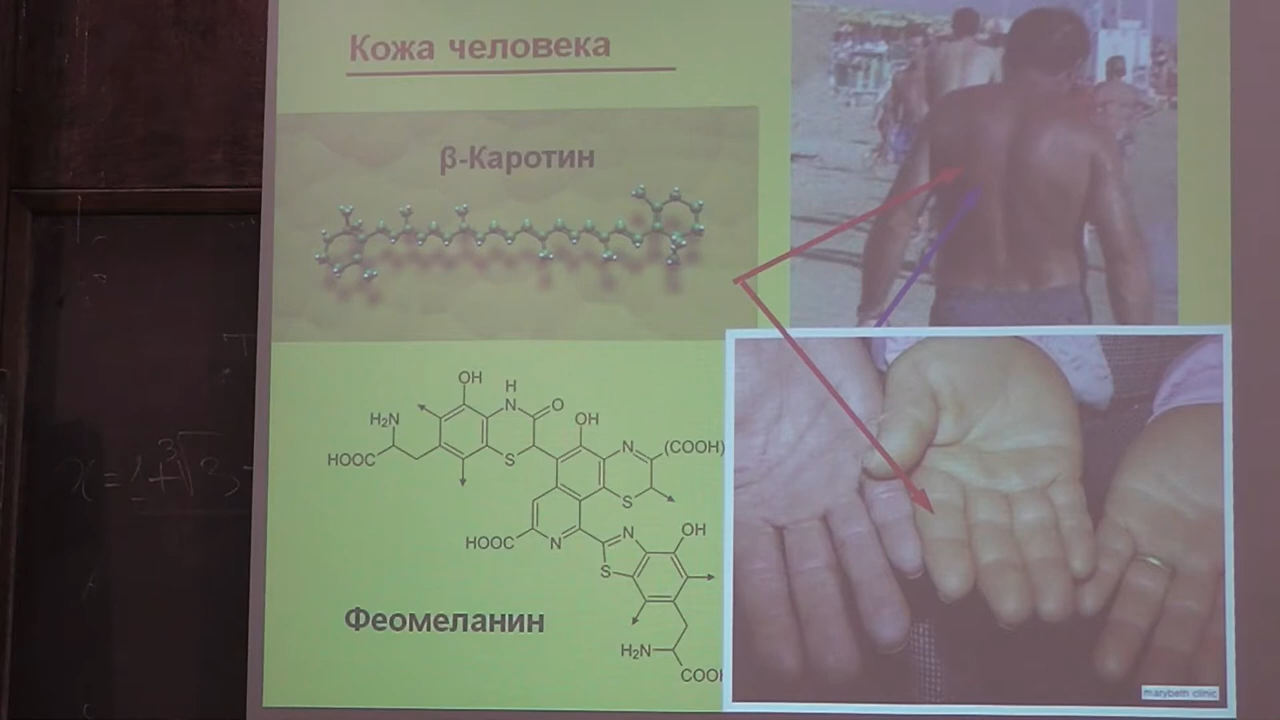 Кожа человека
β-Каротин
OH
H
N
O
H₂N
HOOC
S
OH
N
(COOH)
S
HOOC
N
N
OH
S
Феомеланин
H₂N
COOH
marybeth clinic